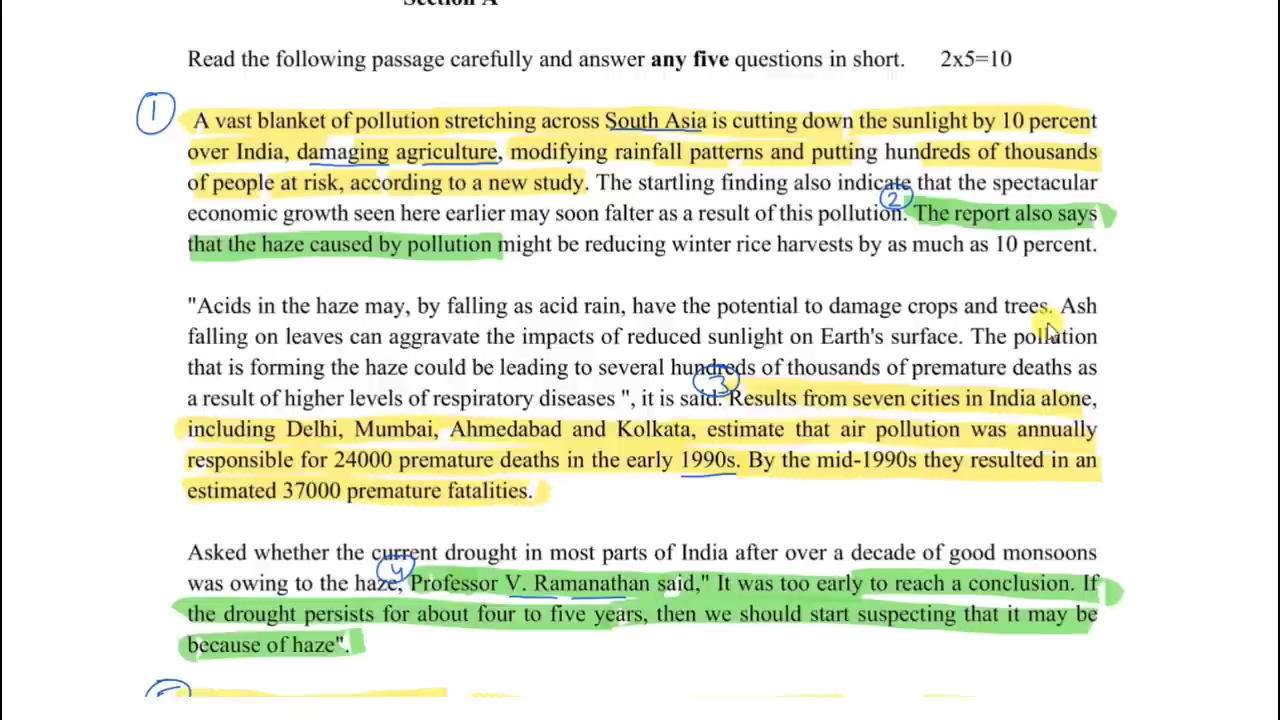 Section A
Read the following passage carefully and answer any five questions in short. 2x5=10
1
A vast blanket of pollution stretching across South Asia is cutting down the sunlight by 10 percent
over India, damaging agriculture, modifying rainfall patterns and putting hundreds of thousands
of people at risk, according to a new study. The startling finding also indicate that the spectacular
2
economic growth seen here earlier may soon falter as a result of this pollution. The report also says
that the haze caused by pollution might be reducing winter rice harvests by as much as 10 percent.
"Acids in the haze may, by falling as acid rain, have the potential to damage crops and trees. Ash
falling on leaves can aggravate the impacts of reduced sunlight on Earth's surface. The pollution
that is forming the haze could be leading to several hundreds of thousands of premature deaths as
3
a result of higher levels of respiratory diseases ", it is said. Results from seven cities in India alone,
including Delhi, Mumbai, Ahmedabad and Kolkata, estimate that air pollution was annually
responsible for 24000 premature deaths in the early 1990s. By the mid-1990s they resulted in an
estimated 37000 premature fatalities.
Asked whether the current drought in most parts of India after over a decade of good monsoons
4
was owing to the haze, Professor V. Ramanathan said," It was too early to reach a conclusion. If
the drought persists for about four to five years, then we should start suspecting that it may be
because of haze".